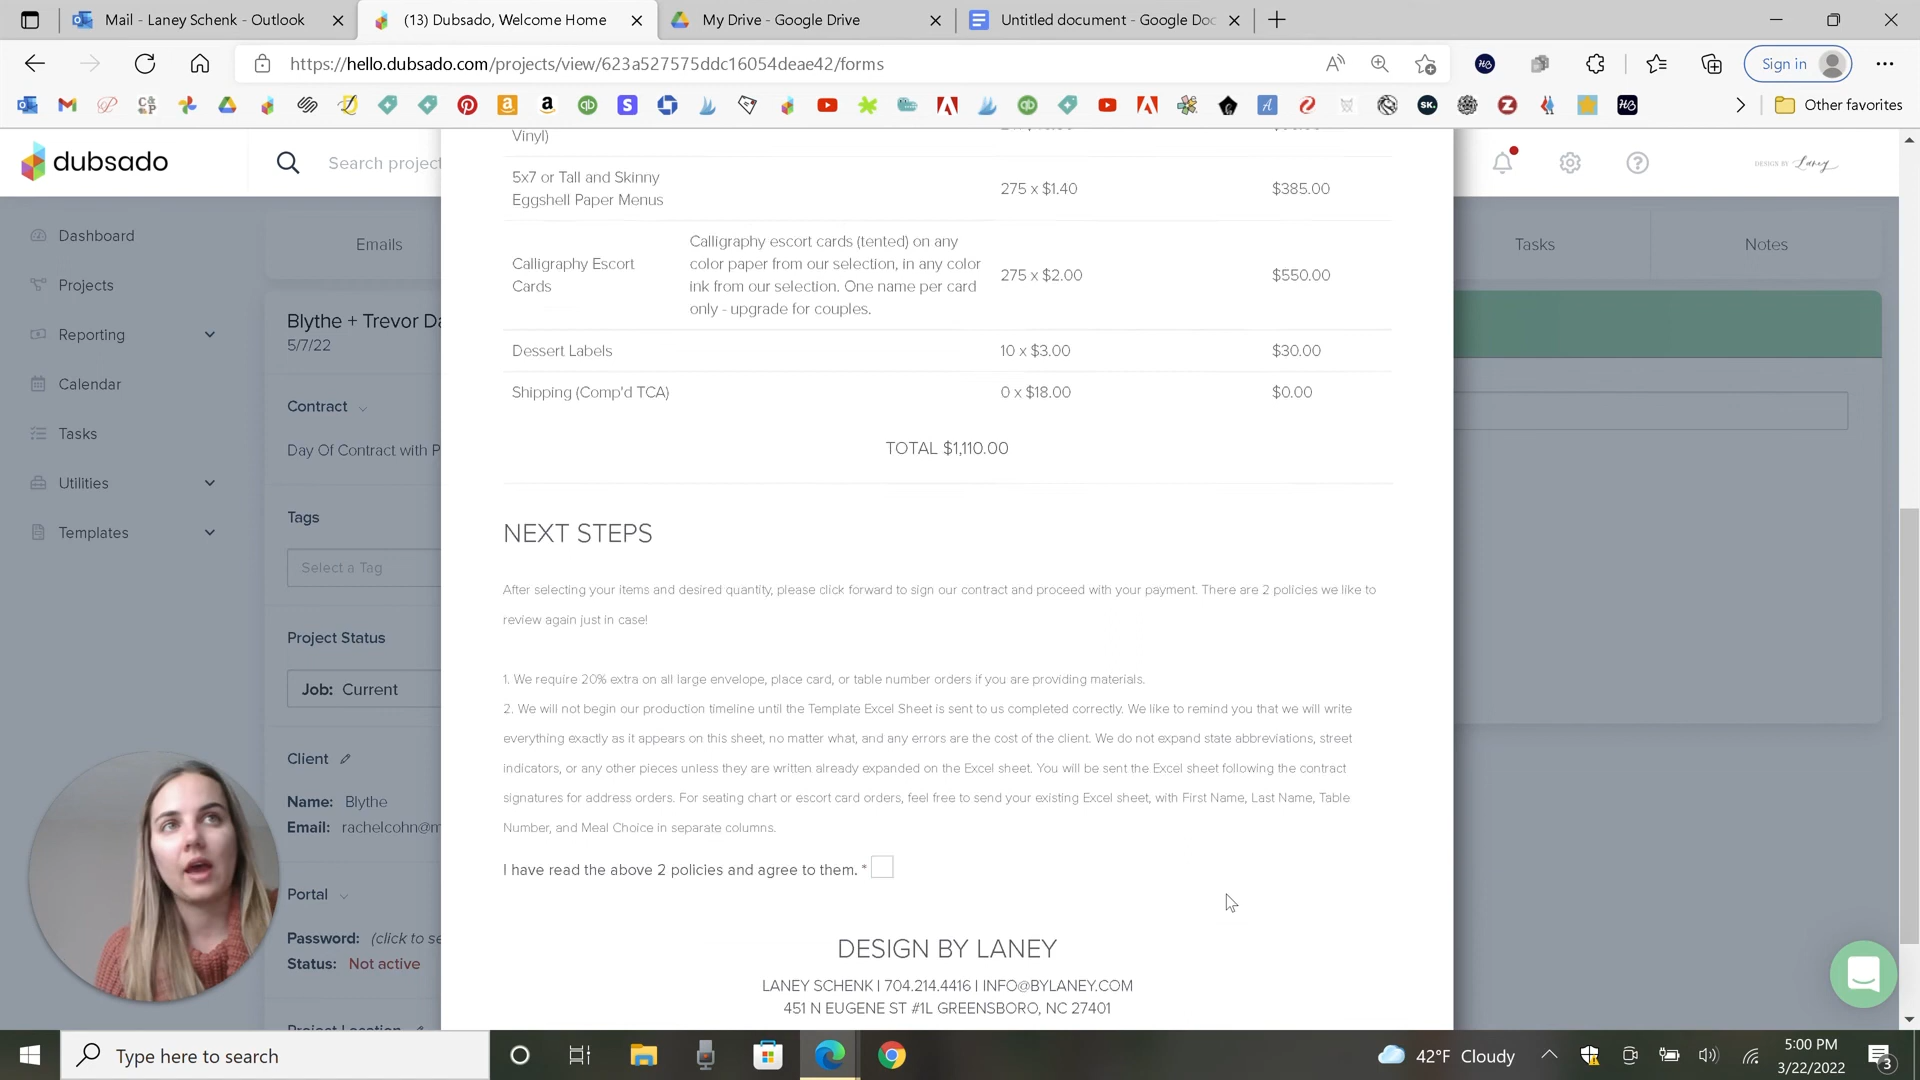 Mail - Laney Schenk - Outlook
(13) Dubsado, Welcome Home
My Drive - Google Drive
Untitled document - Google Doc
https://hello.dubsado.com/projects/view/623a527575ddc16054deae42/forms
Sign in
Other favorites
dubsado
Search project
DESIGN BY Laney
Dashboard
Projects
Reporting
Calendar
Tasks
Utilities
Templates
Emails
Tasks
Notes
Blythe + Trevor Da
5/7/22
Contract
Day Of Contract with P
Tags
Select a Tag
Project Status
Job: Current
Client
Name: Blythe
Email: rachelcohn@m
Portal
Password: (click to se
Status: Not active
Project Location
Vinyl)
5x7 or Tall and Skinny
Eggshell Paper Menus
275 x $1.40
$385.00
Calligraphy Escort
Cards
Calligraphy escort cards (tented) on any
color paper from our selection, in any color
ink from our selection. One name per card
only - upgrade for couples.
275 x $2.00
$550.00
Dessert Labels
10 x $3.00
$30.00
Shipping (Comp'd TCA)
0 x $18.00
$0.00
TOTAL $1,110.00
NEXT STEPS
After selecting your items and desired quantity, please click forward to sign our contract and proceed with your payment. There are 2 policies we like to
review again just in case!
1. We require 20% extra on all large envelope, place card, or table number orders if you are providing materials.
2. We will not begin our production timeline until the Template Excel Sheet is sent to us completed correctly. We like to remind you that we will write
everything exactly as it appears on this sheet, no matter what, and any errors are the cost of the client. We do not expand state abbreviations, street
indicators, or any other pieces unless they are written already expanded on the Excel sheet. You will be sent the Excel sheet following the contract
signatures for address orders. For seating chart or escort card orders, feel free to send your existing Excel sheet, with First Name, Last Name, Table
Number, and Meal Choice in separate columns.
I have read the above 2 policies and agree to them. *
DESIGN BY LANEY
LANEY SCHENK | 704.214.4416 | INFO@BYLANEY.COM
451 N EUGENE ST #1L GREENSBORO, NC 27401
Type here to search
42°F Cloudy
5:00 PM
3/22/2022
3